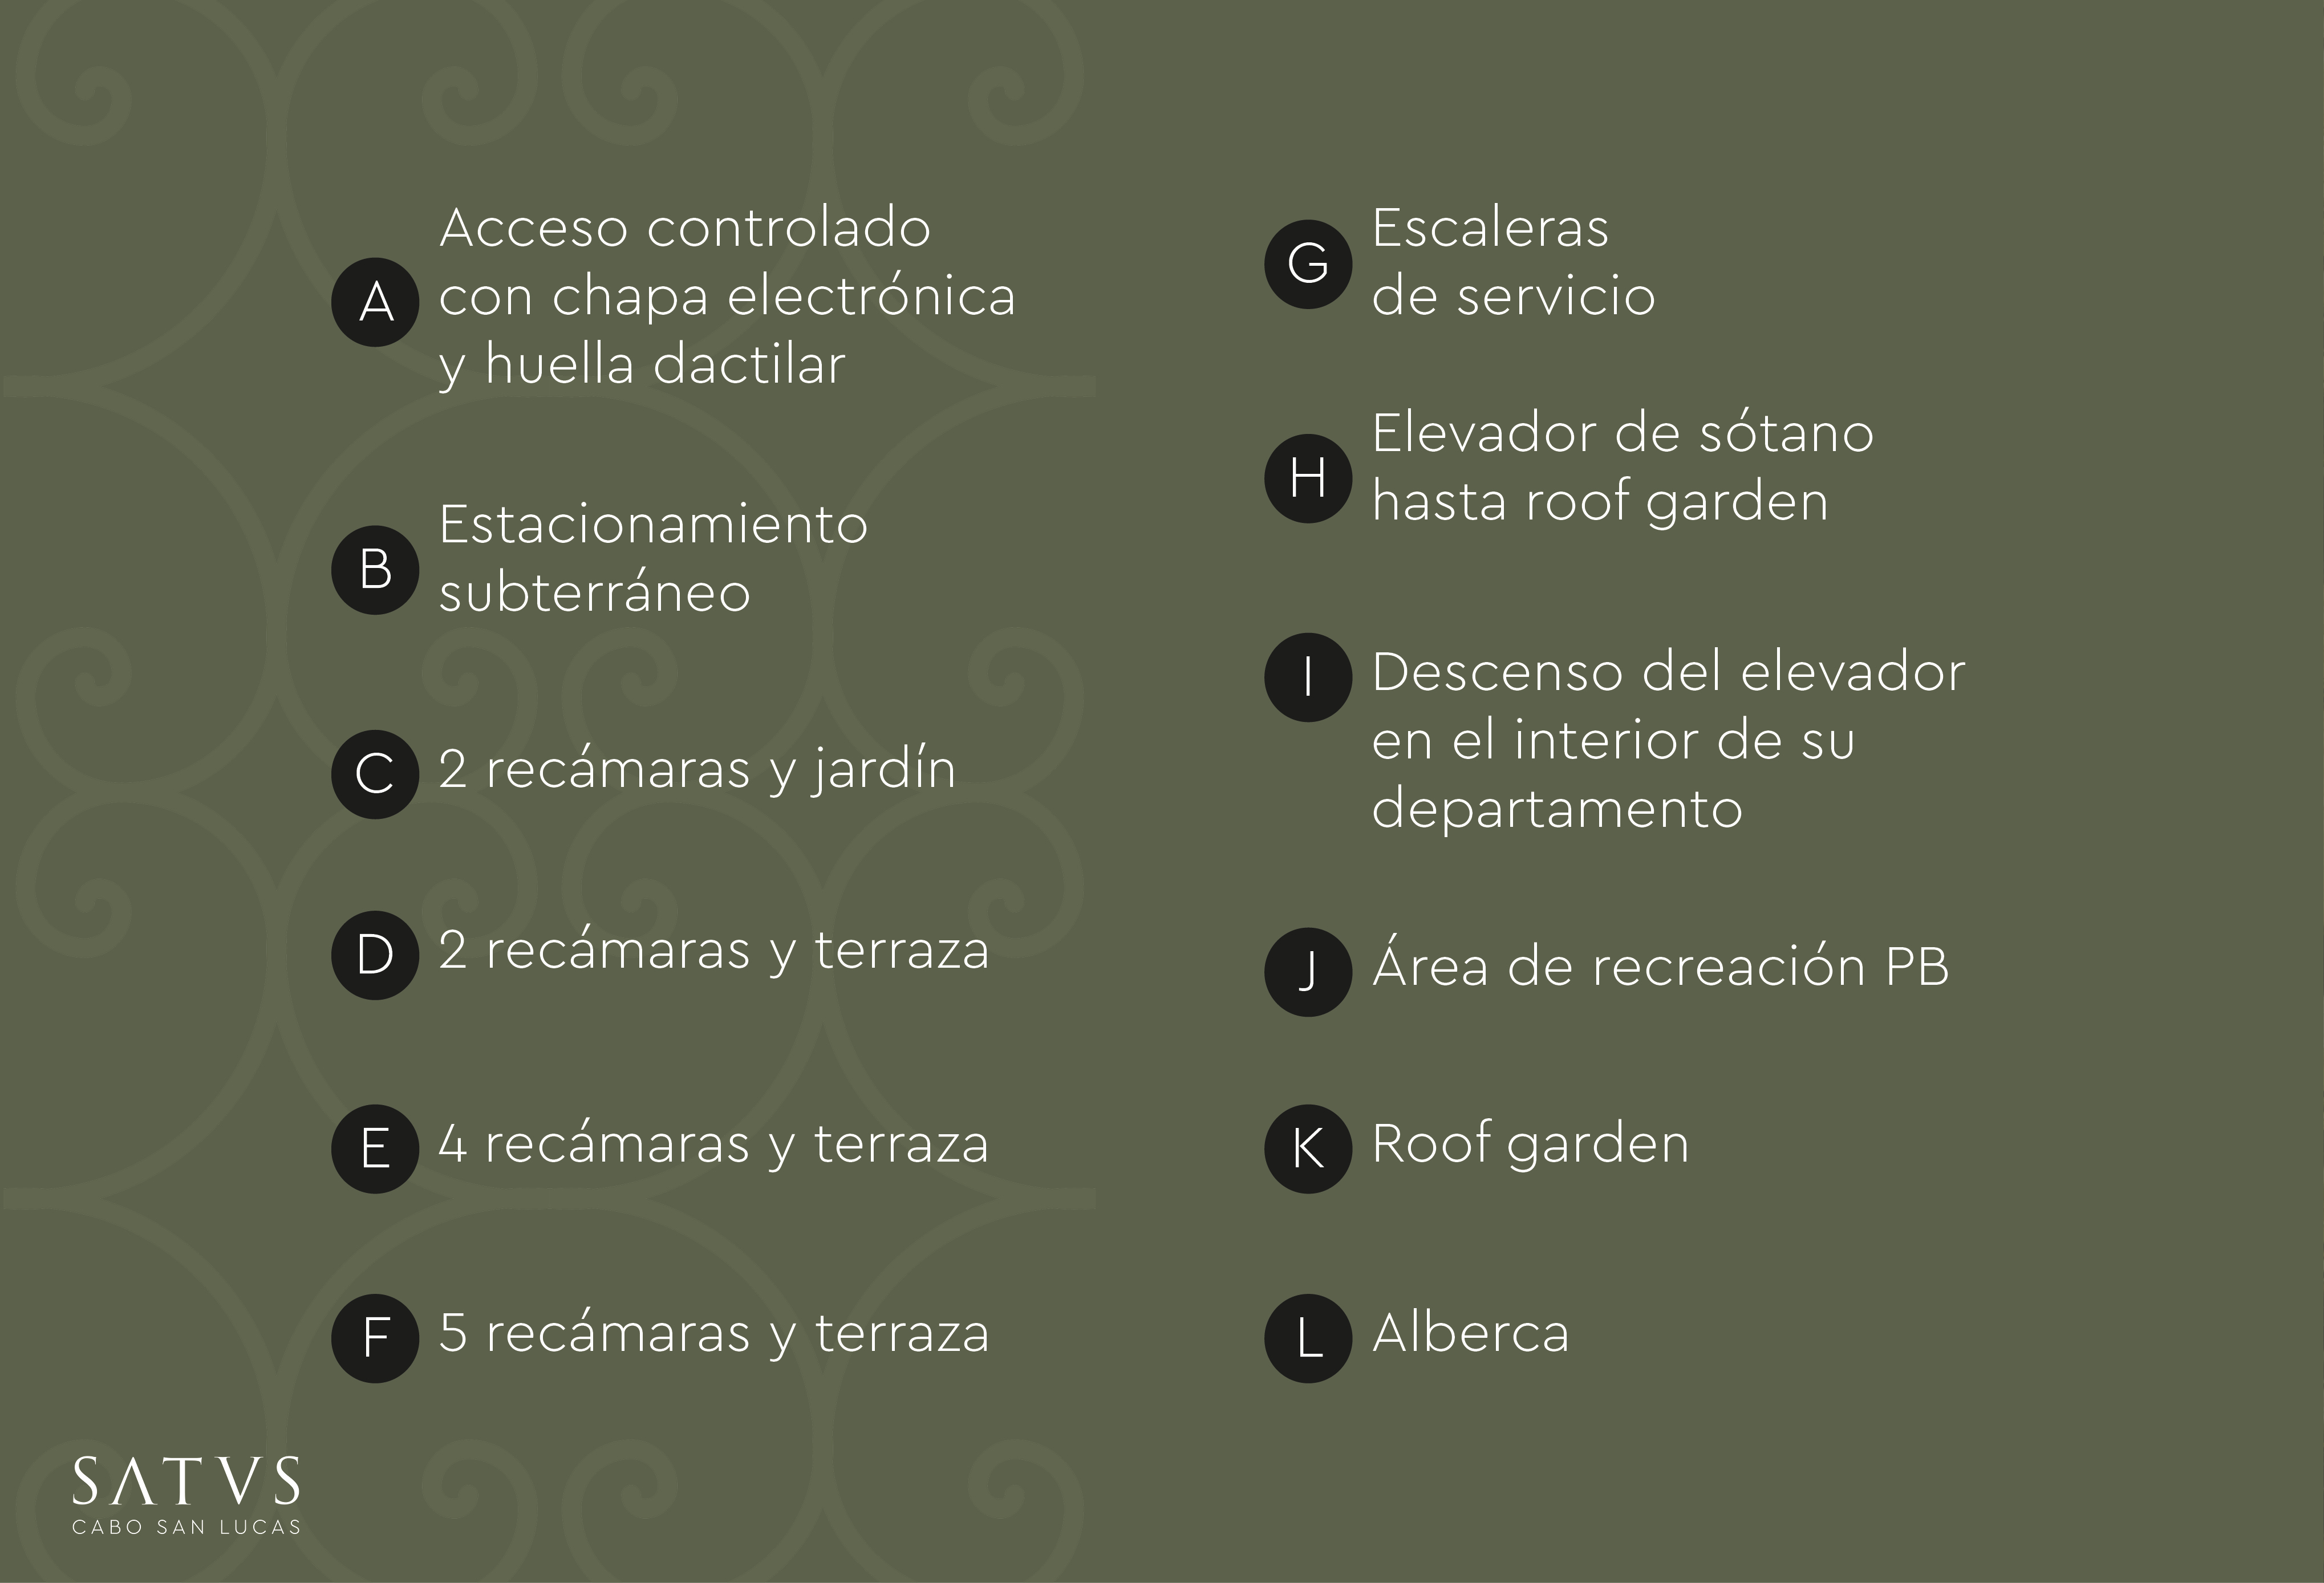 A
Acceso controlado
con chapa electrónica
y huella dactilar
B
Estacionamiento
subterráneo
C
2 recámaras y jardín
D
2 recámaras y terraza
E
4 recámaras y terraza
F
5 recámaras y terraza
G
Escaleras
de servicio
H
Elevador de sótano
hasta roof garden
I
Descenso del elevador
en el interior de su
departamento
J
Área de recreación PB
K
Roof garden
L
Alberca
SATVS
CABO SAN LUCAS